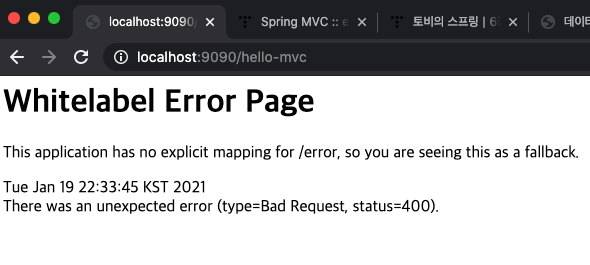 localhost:9090/
Spring MVC :: e
토비의 스프링 | 6
데이터
localhost:9090/hello-mvc
Whitelabel Error Page
This application has no explicit mapping for /error, so you are seeing this as a fallback.
Tue Jan 19 22:33:45 KST 2021
There was an unexpected error (type=Bad Request, status=400).